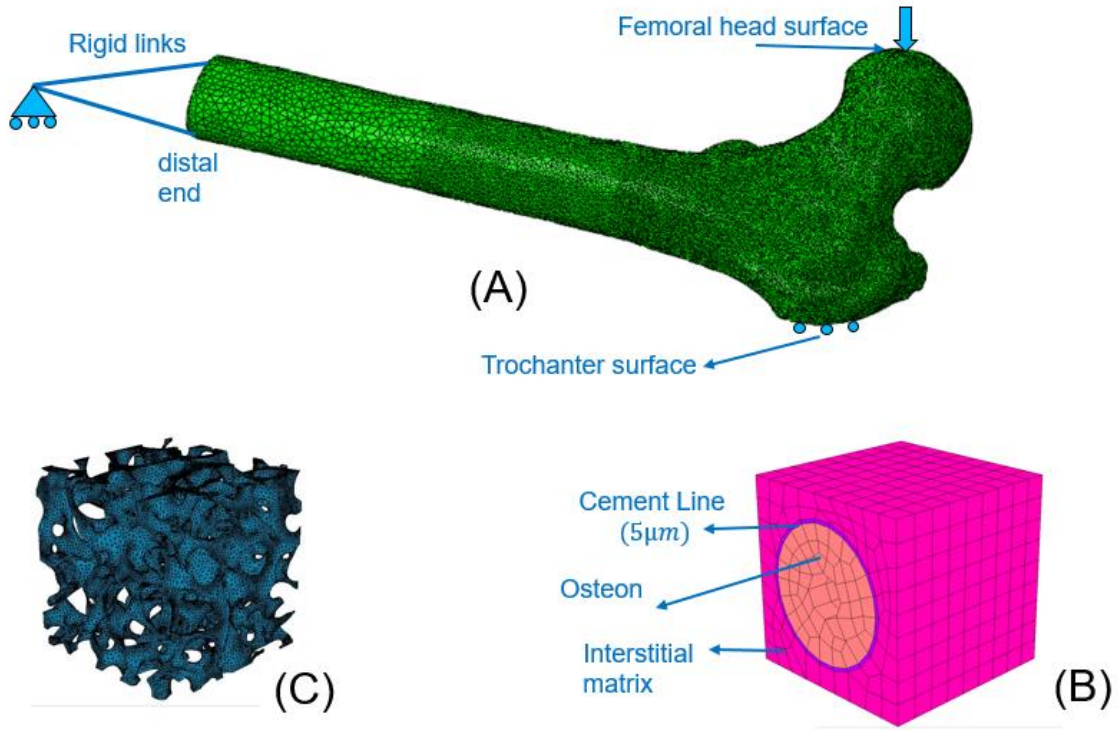 Rigid links
Femoral head surface
distal
end
(A)
Trochanter surface
Cement Line
(5μm)
Osteon
Interstitial
matrix
(C)
(B)